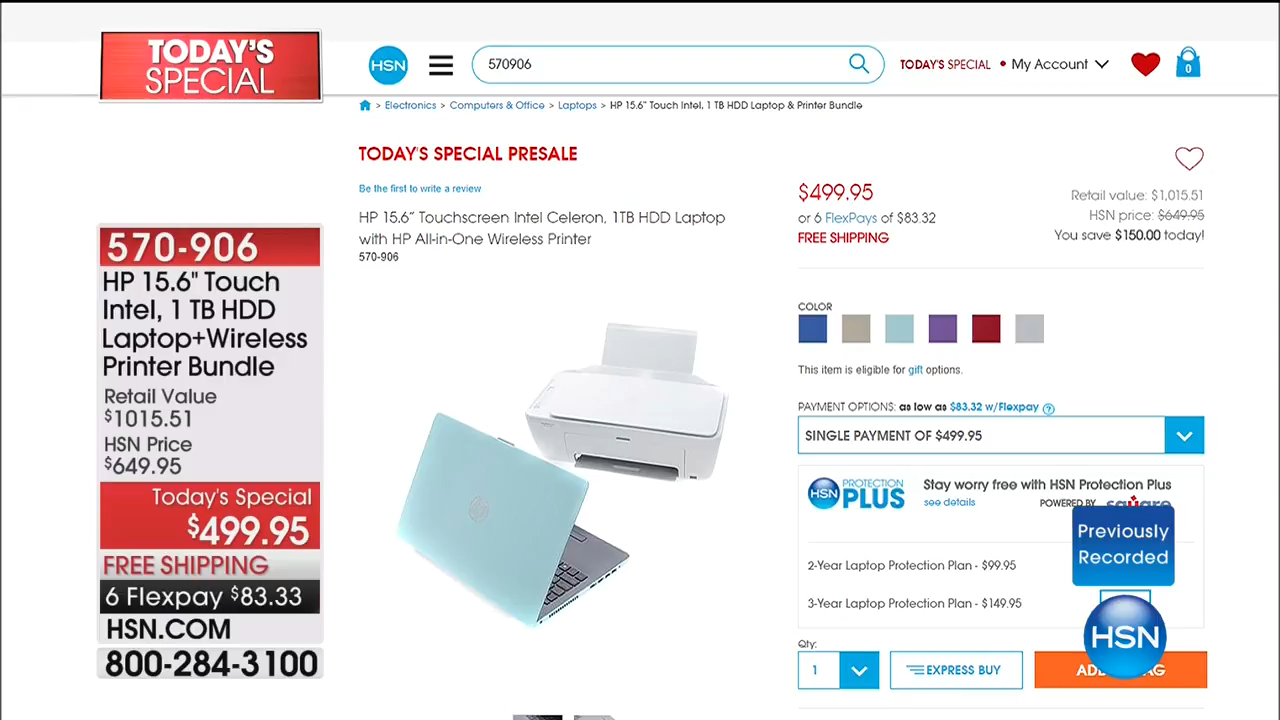 TODAY'S
SPECIAL
HSN
570906
TODAY'S SPECIAL • My Account
0
> Electronics > Computers & Office > Laptops > HP 15.6" Touch Intel, 1 TB HDD Laptop & Printer Bundle
TODAY'S SPECIAL PRESALE
Be the first to write a review
HP 15.6" Touchscreen Intel Celeron, 1TB HDD Laptop
with HP All-in-One Wireless Printer
570-906
$499.95
or 6 FlexPays of $83.32
FREE SHIPPING
Retail value: $1,015.51
HSN price: $649.95
You save $150.00 today!
570-906
HP 15.6" Touch
Intel, 1 TB HDD
Laptop+Wireless
Printer Bundle
Retail Value
$1015.51
HSN Price
$649.95
Today's Special
$499.95
FREE SHIPPING
6 Flexpay $83.33
HSN.COM
800-284-3100
COLOR
This item is eligible for gift options.
PAYMENT OPTIONS: as low as $83.32 w/Flexpay ?
SINGLE PAYMENT OF $499.95
HSN PROTECTION
PLUS
Stay worry free with HSN Protection Plus
see details
POWERED BY square
Previously
Recorded
2-Year Laptop Protection Plan - $99.95
3-Year Laptop Protection Plan - $149.95
HSN
Qty:
1
EXPRESS BUY